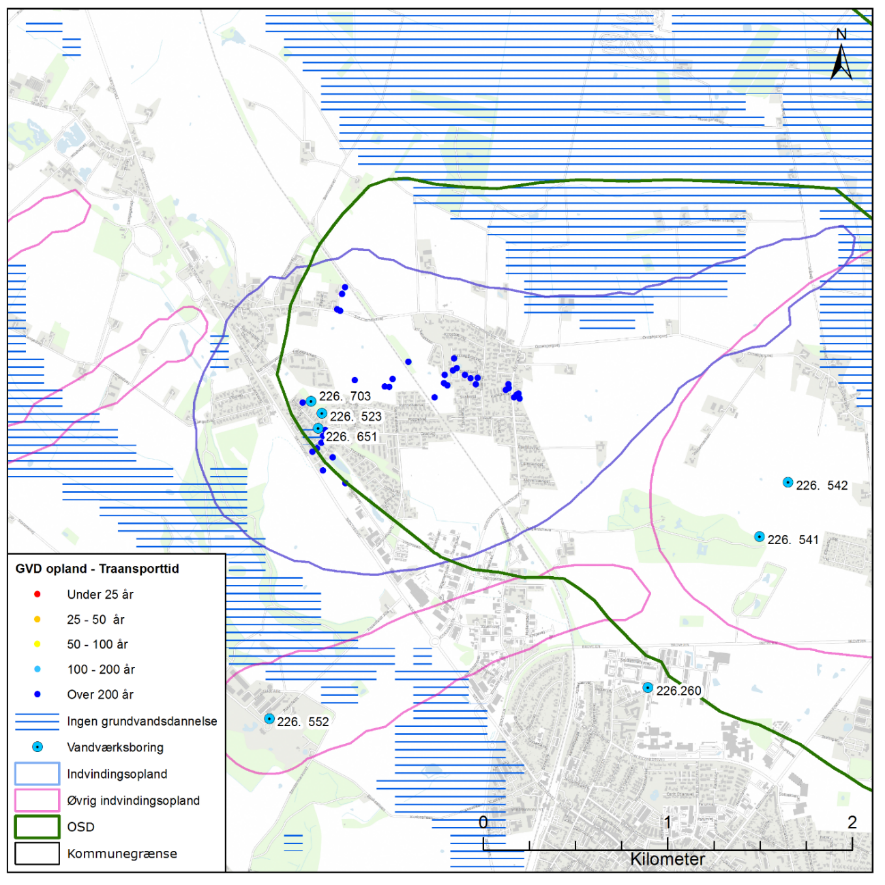 N
226. 703
226. 523
226. 651
226. 542
226. 541
226.260
226. 552
GVD opland - Traansporttid
Under 25 år
25 - 50 år
50 - 100 år
100 - 200 år
Over 200 år
Ingen grundvandsdannelse
Vandværksboring
Indvindingsopland
Øvrig indvindingsopland
OSD
Kommunegrænse
0 1 2
Kilometer